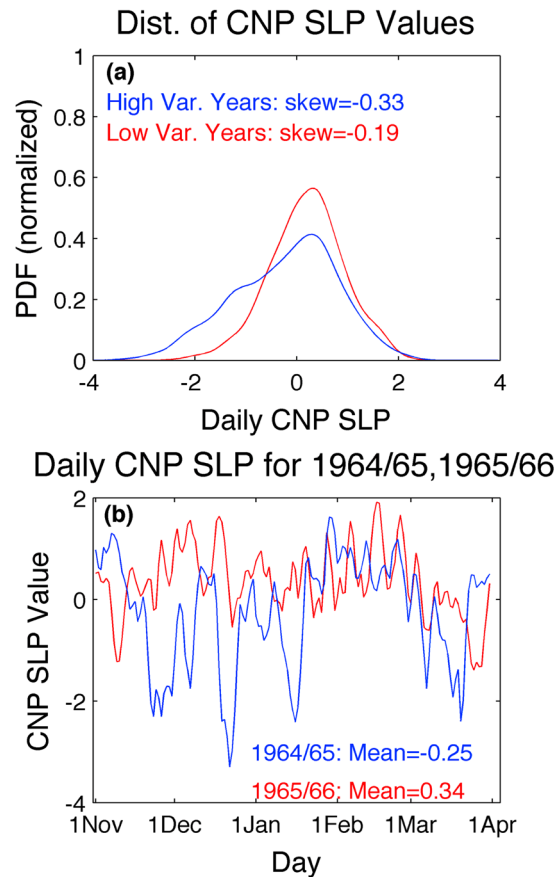 Dist. of CNP SLP Values
(a)
High Var. Years: skew=-0.33
Low Var. Years: skew=-0.19
PDF (normalized)
1
0.8
0.6
0.4
0.2
0
-4 -2 0 2 4
Daily CNP SLP
Daily CNP SLP for 1964/65,1965/66
(b)
CNP SLP Value
2
0
-2
-4
1964/65: Mean=-0.25
1965/66: Mean=0.34
1Nov 1Dec 1Jan 1Feb 1Mar 1Apr
Day